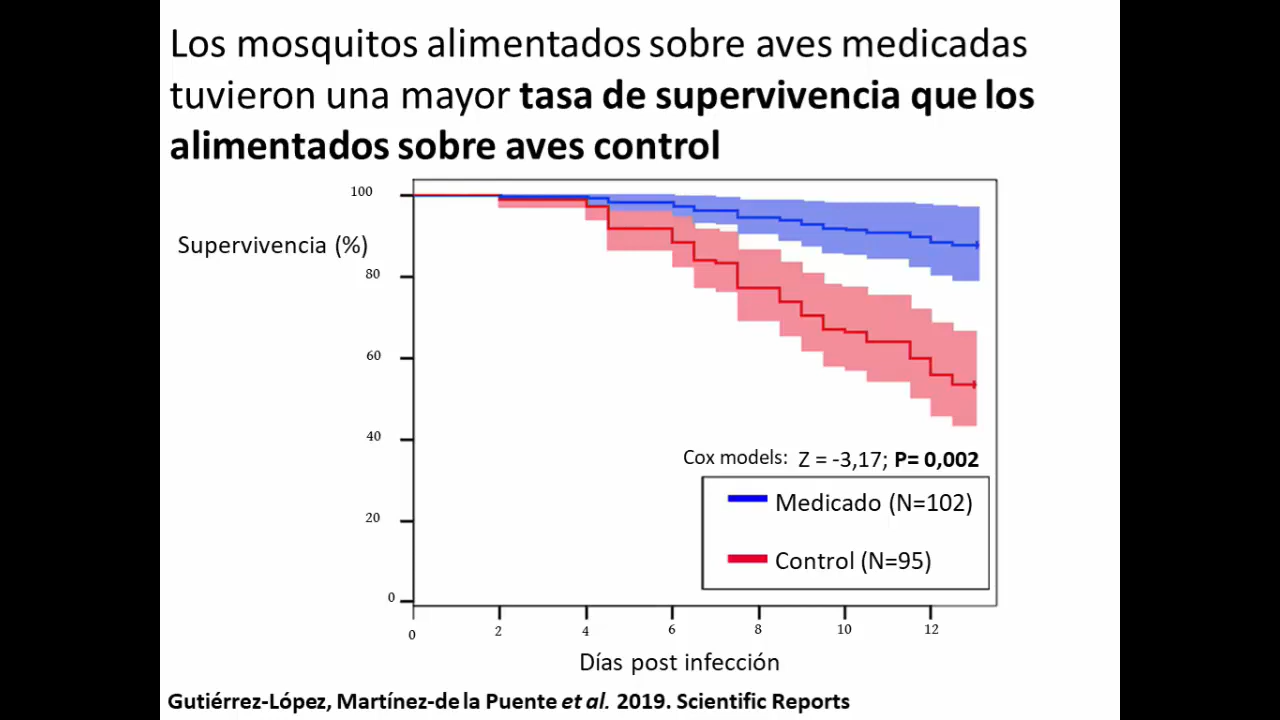 Los mosquitos alimentados sobre aves medicadas
tuvieron una mayor tasa de supervivencia que los
alimentados sobre aves control
100
Supervivencia (%)
80
60
40
Cox models: Z = -3,17; P= 0,002
Medicado (N=102)
20
Control (N=95)
0
0 2 4 6 8 10 12
Días post infección
Gutiérrez-López, Martínez-de la Puente et al. 2019. Scientific Reports